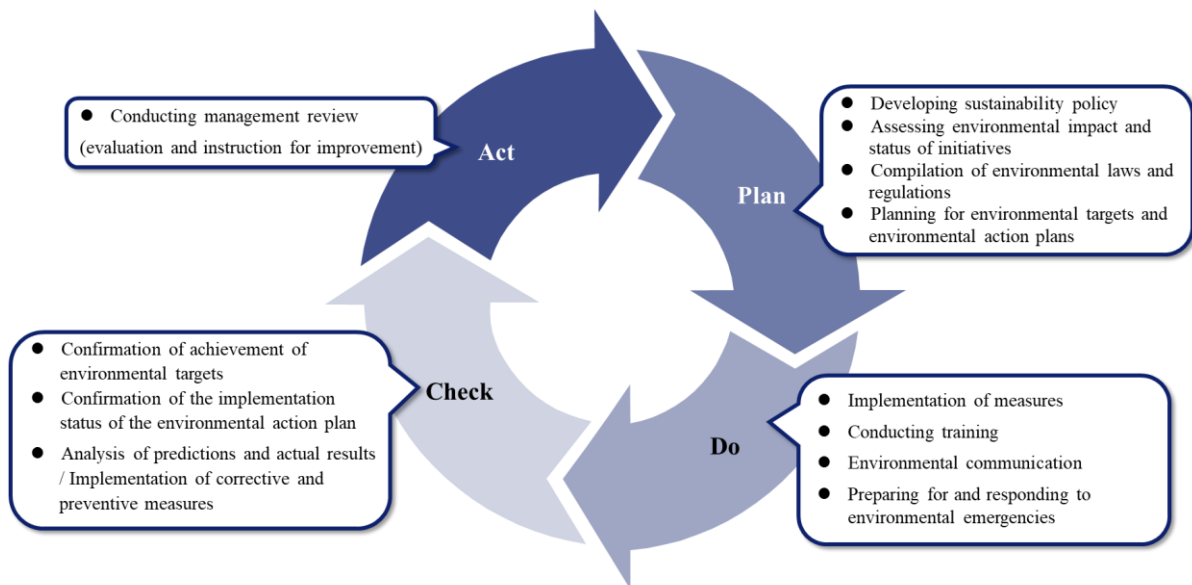 Act
● Conducting management review
(evaluation and instruction for improvement)
Plan
● Developing sustainability policy
● Assessing environmental impact and
status of initiatives
● Compilation of environmental laws and
regulations
● Planning for environmental targets and
environmental action plans
Do
● Implementation of measures
● Conducting training
● Environmental communication
● Preparing for and responding to
environmental emergencies
Check
● Confirmation of achievement of
environmental targets
● Confirmation of the implementation
status of the environmental action plan
● Analysis of predictions and actual results
/ Implementation of corrective and
preventive measures